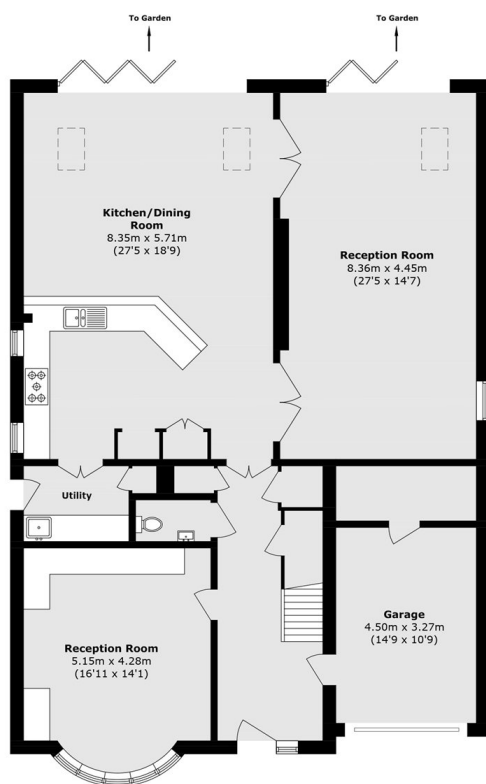 To Garden
To Garden
Kitchen/Dining
Room
8.35m x 5.71m
(27'5 x 18'9)
Reception Room
8.36m x 4.45m
(27'5 x 14'7)
Utility
Reception Room
5.15m x 4.28m
(16'11 x 14'1)
Garage
4.50m x 3.27m
(14'9 x 10'9)